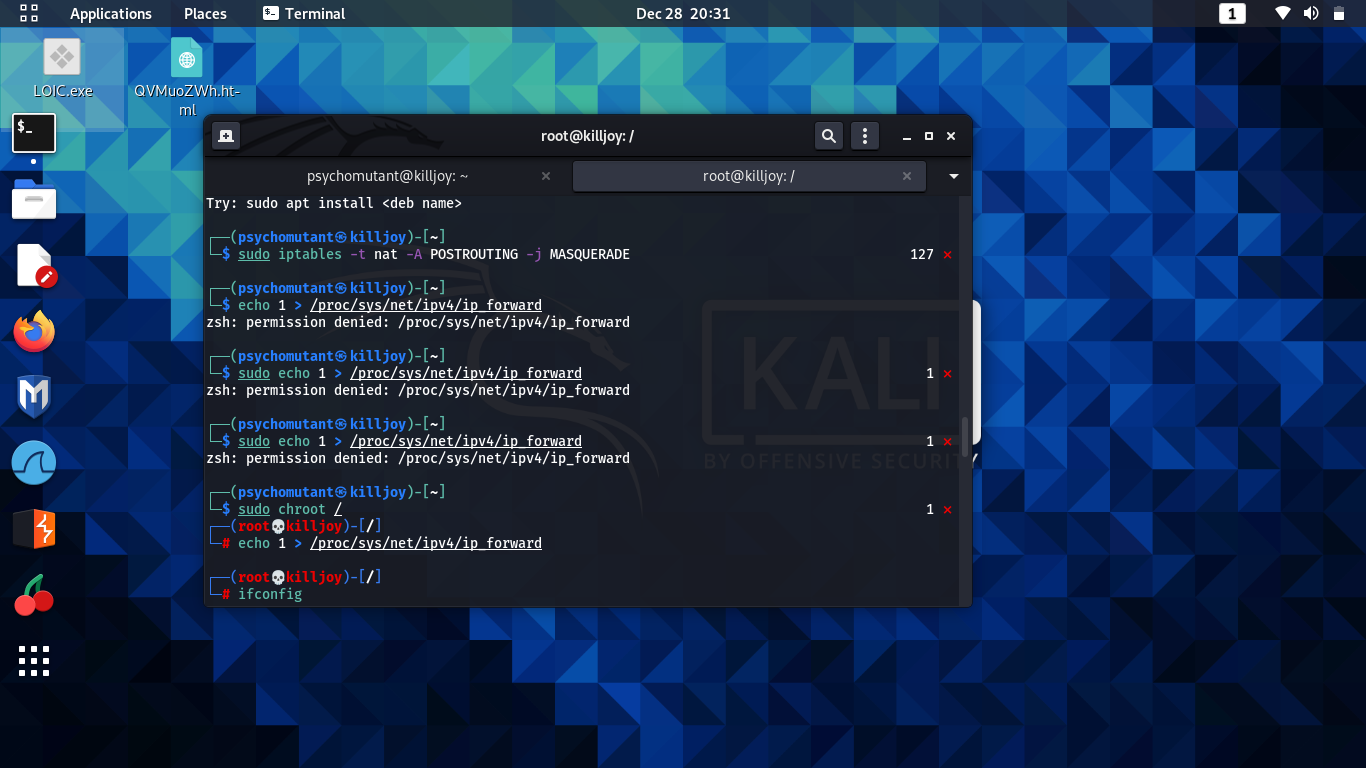 Applications Places Terminal Dec 28 20:31 1
LOIC.exe
QVMuoZWh.ht-
ml
$_
root@killjoy: /
psychomutant@killjoy: ~ root@killjoy: /
Try: sudo apt install <deb name>
┌──(psychomutant㉿killjoy)-[~]
└─$ sudo iptables -t nat -A POSTROUTING -j MASQUERADE 127 ⨯
┌──(psychomutant㉿killjoy)-[~]
└─$ echo 1 > /proc/sys/net/ipv4/ip_forward
zsh: permission denied: /proc/sys/net/ipv4/ip_forward
┌──(psychomutant㉿killjoy)-[~]
└─$ sudo echo 1 > /proc/sys/net/ipv4/ip_forward 1 ⨯
zsh: permission denied: /proc/sys/net/ipv4/ip_forward
┌──(psychomutant㉿killjoy)-[~]
└─$ sudo echo 1 > /proc/sys/net/ipv4/ip_forward 1 ⨯
zsh: permission denied: /proc/sys/net/ipv4/ip_forward
┌──(psychomutant㉿killjoy)-[~]
└─$ sudo chroot / 1 ⨯
┌──(root💀killjoy)-[/]
└─# echo 1 > /proc/sys/net/ipv4/ip_forward
┌──(root💀killjoy)-[/]
└─# ifconfig
KALI
BY OFFENSIVE SECURITY